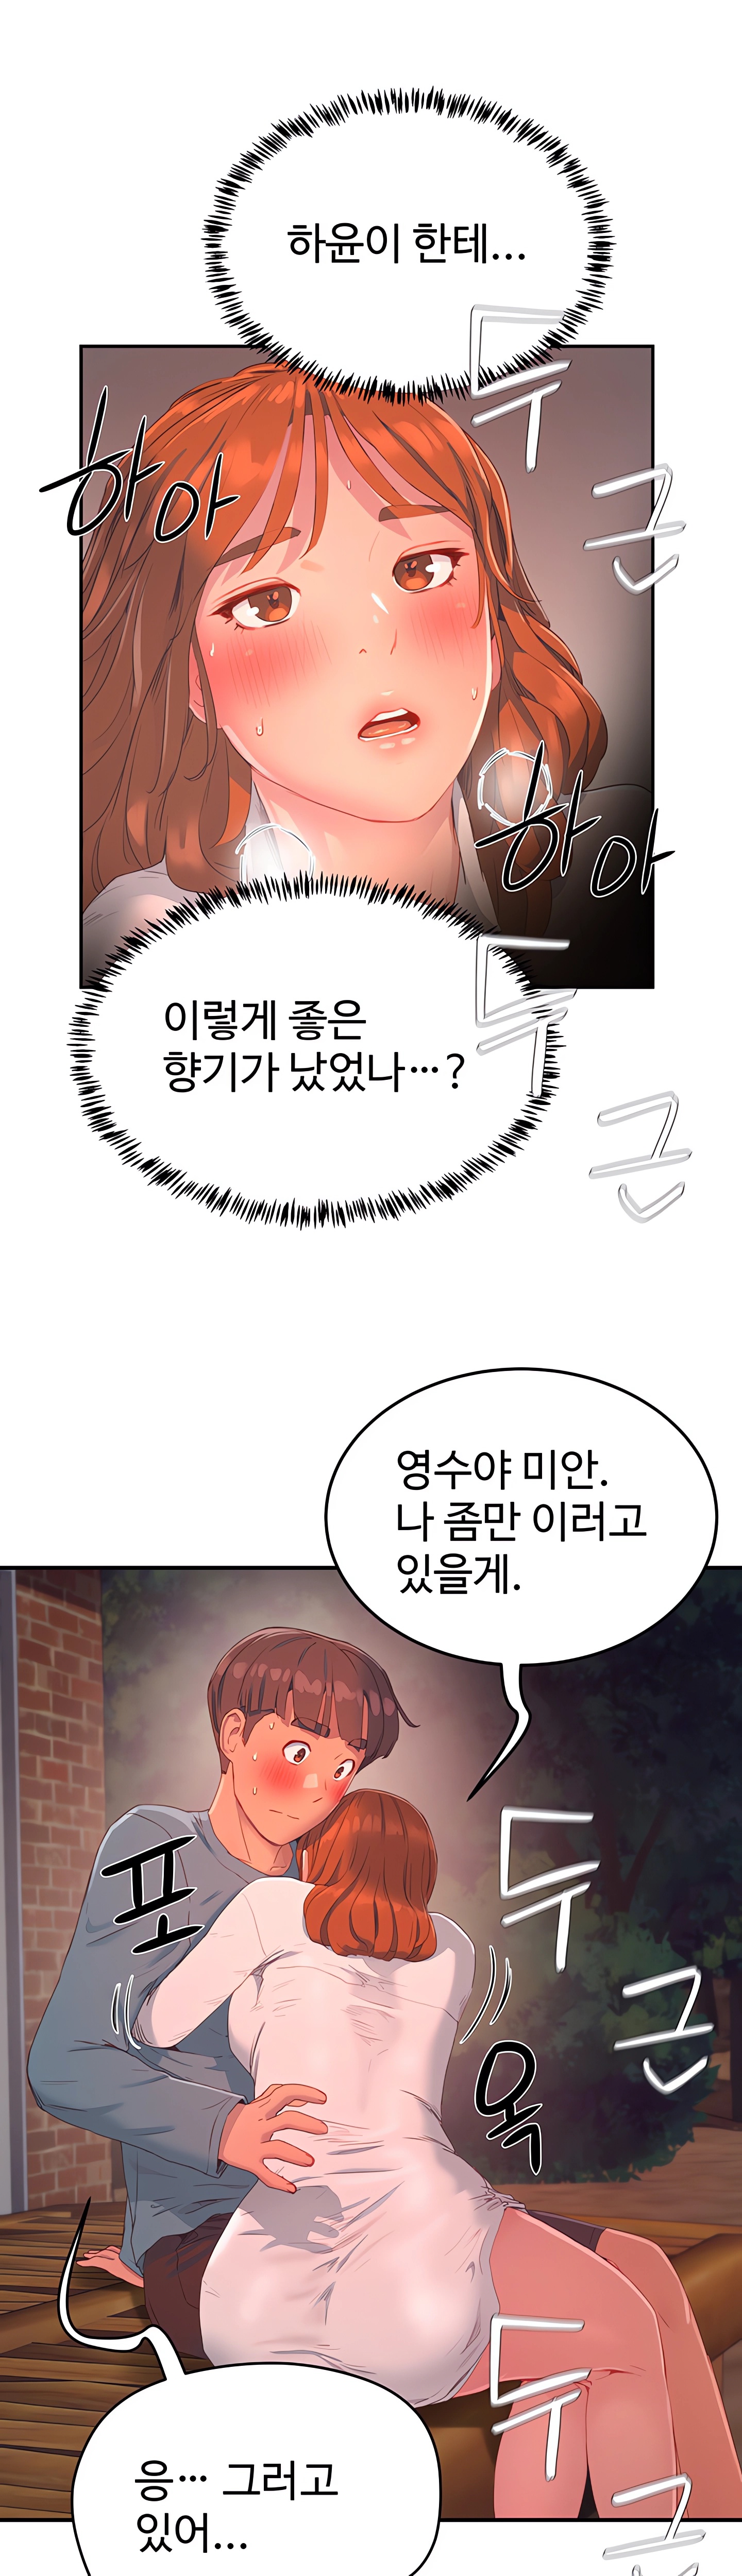 하윤이 한테...
두
근
하아
하아
이렇게 좋은
향기가 났었나…?
두
근
영수야 미안.
나 좀만 이러고
있을게.
포
두
근
옥
두
근
응… 그러고
있어...